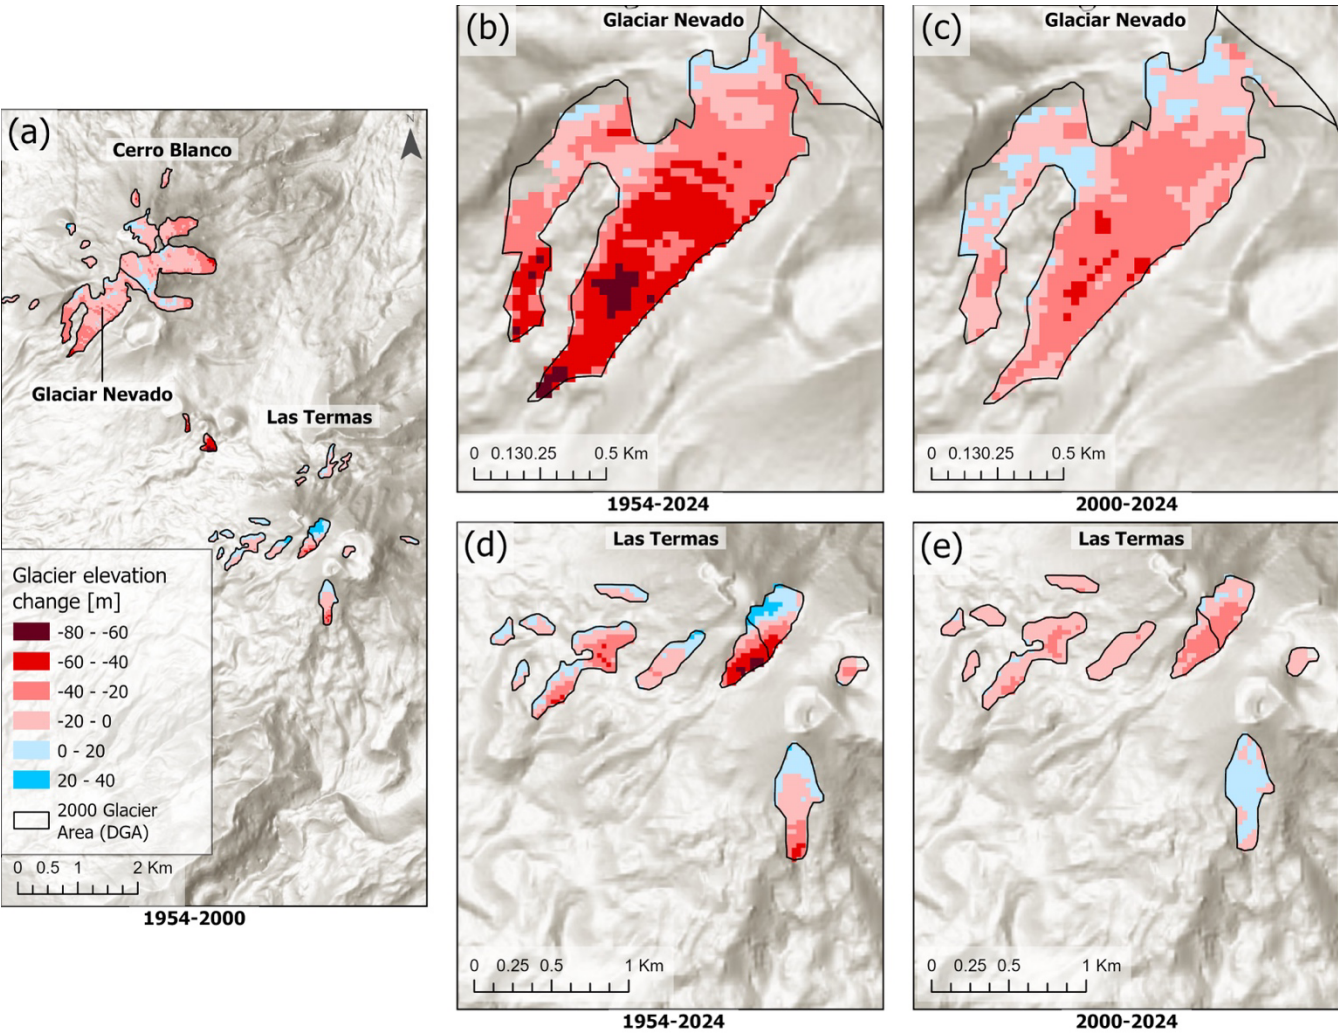 (a)
N
Cerro Blanco
Glaciar Nevado
Las Termas
Glacier elevation
change [m]
-80 - -60
-60 - -40
-40 - -20
-20 - 0
0 - 20
20 - 40
2000 Glacier
Area (DGA)
0 0.5 1 2 Km
1954-2000
(b)
Glaciar Nevado
0 0.130.25 0.5 Km
1954-2024
(c)
Glaciar Nevado
0 0.130.25 0.5 Km
2000-2024
(d)
Las Termas
0 0.25 0.5 1 Km
1954-2024
(e)
Las Termas
0 0.25 0.5 1 Km
2000-2024